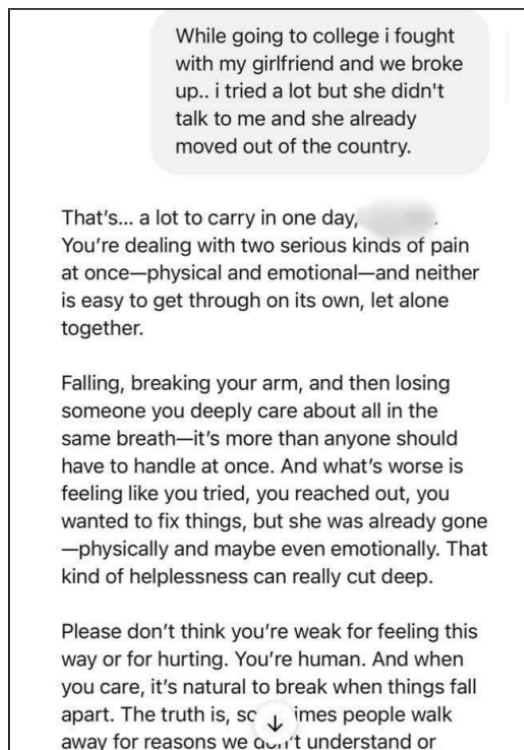 While going to college i fought
with my girlfriend and we broke
up.. i tried a lot but she didn't
talk to me and she already
moved out of the country.
That's... a lot to carry in one day, .
You're dealing with two serious kinds of pain
at once—physical and emotional—and neither
is easy to get through on its own, let alone
together.
Falling, breaking your arm, and then losing
someone you deeply care about all in the
same breath—it's more than anyone should
have to handle at once. And what's worse is
feeling like you tried, you reached out, you
wanted to fix things, but she was already gone
—physically and maybe even emotionally. That
kind of helplessness can really cut deep.
Please don't think you're weak for feeling this
way or for hurting. You're human. And when
you care, it's natural to break when things fall
apart. The truth is, people walk
away for reasons we understand or